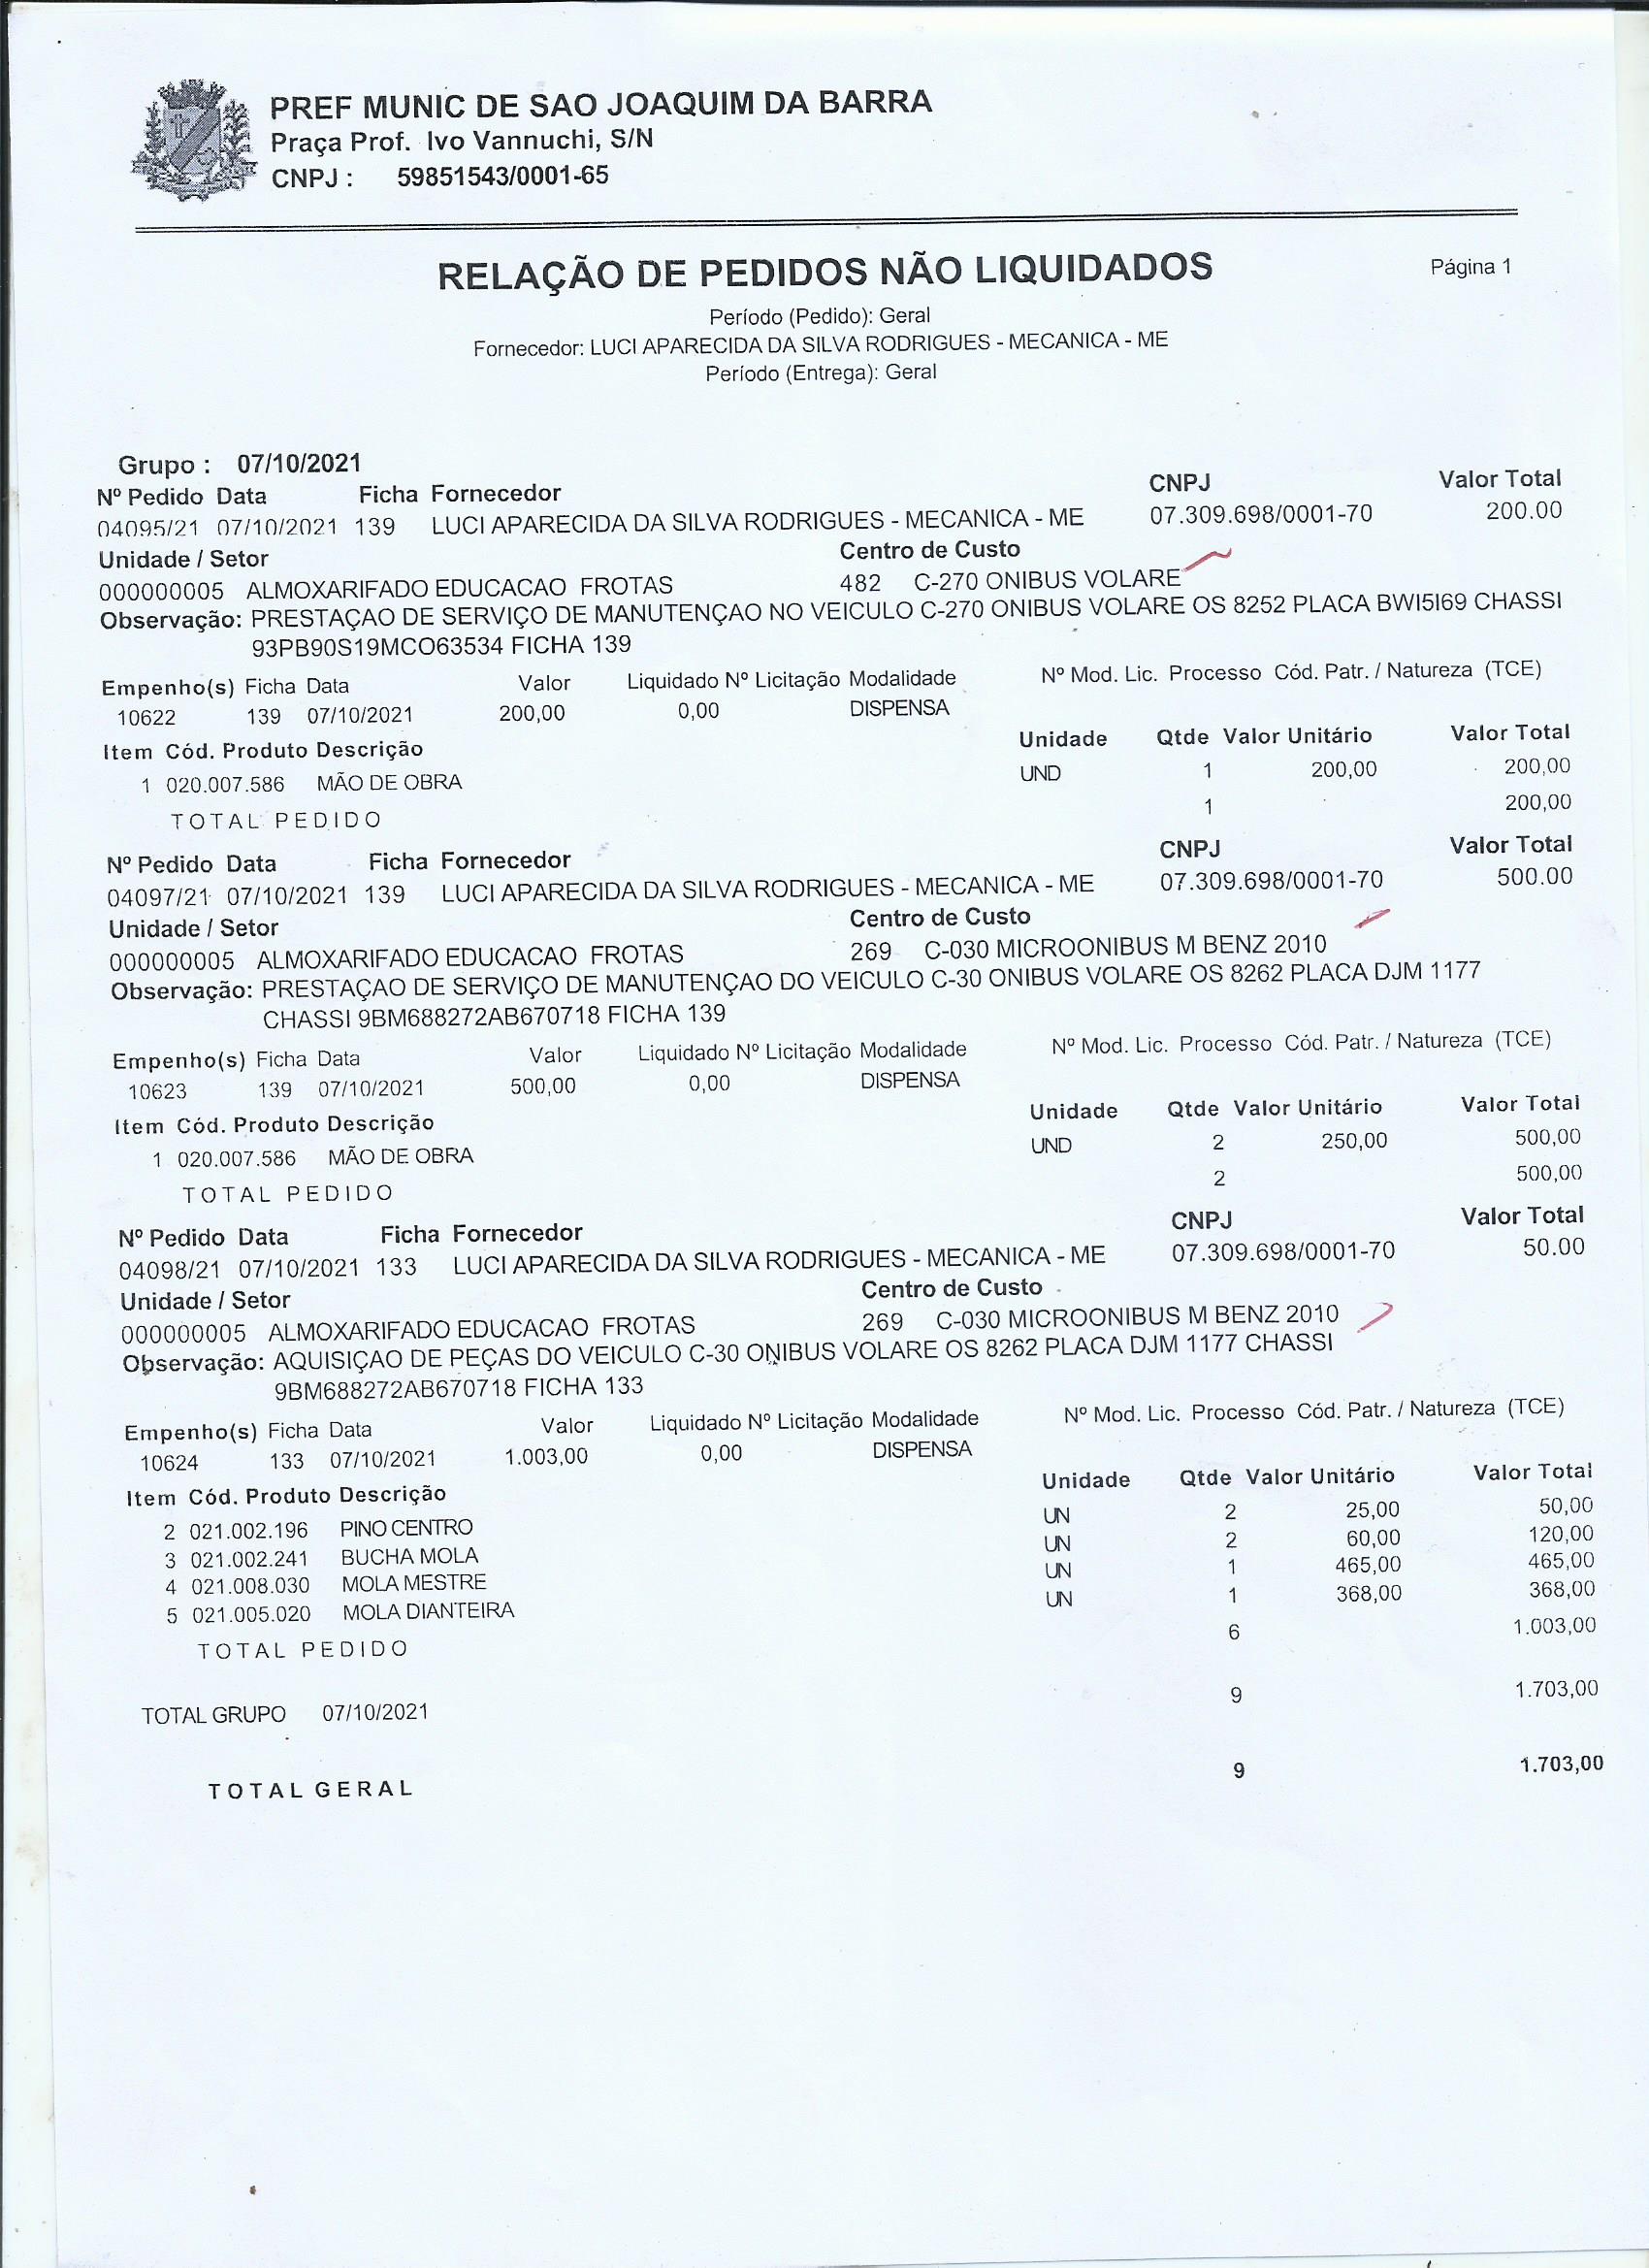 PREF MUNIC DE SAO JOAQUIM DA BARRA
Praça Prof. Ivo Vannuchi, S/N
CNPJ : 59851543/0001-65
RELAÇÃO DE PEDIDOS NÃO LIQUIDADOS Página 1
Período (Pedido): Geral
Fornecedor: LUCI APARECIDA DA SILVA RODRIGUES - MECANICA - ME
Período (Entrega): Geral
Grupo : 07/10/2021
Nº Pedido Data Ficha Fornecedor CNPJ Valor Total
04095/21 07/10/2021 139 LUCI APARECIDA DA SILVA RODRIGUES - MECANICA - ME 07.309.698/0001-70 200.00
Unidade / Setor Centro de Custo
000000005 ALMOXARIFADO EDUCACAO FROTAS 482 C-270 ONIBUS VOLARE
Observação: PRESTAÇAO DE SERVIÇO DE MANUTENÇAO NO VEICULO C-270 ONIBUS VOLARE OS 8252 PLACA BWI5I69 CHASSI
93PB90S19MCO63534 FICHA 139
Empenho(s) Ficha Data Valor Liquidado Nº Licitação Modalidade Nº Mod. Lic. Processo Cód. Patr. / Natureza (TCE)
10622 139 07/10/2021 200,00 0,00 DISPENSA
Item Cód. Produto Descrição Unidade Qtde Valor Unitário Valor Total
1 020.007.586 MÃO DE OBRA UND 1 200,00 200,00
TOTAL PEDIDO 1 200,00
Nº Pedido Data Ficha Fornecedor CNPJ Valor Total
04097/21 07/10/2021 139 LUCI APARECIDA DA SILVA RODRIGUES - MECANICA - ME 07.309.698/0001-70 500.00
Unidade / Setor Centro de Custo
000000005 ALMOXARIFADO EDUCACAO FROTAS 269 C-030 MICROONIBUS M BENZ 2010
Observação: PRESTAÇAO DE SERVIÇO DE MANUTENÇAO DO VEICULO C-30 ONIBUS VOLARE OS 8262 PLACA DJM 1177
CHASSI 9BM688272AB670718 FICHA 139
Empenho(s) Ficha Data Valor Liquidado Nº Licitação Modalidade Nº Mod. Lic. Processo Cód. Patr. / Natureza (TCE)
10623 139 07/10/2021 500,00 0,00 DISPENSA
Item Cód. Produto Descrição Unidade Qtde Valor Unitário Valor Total
1 020.007.586 MÃO DE OBRA UND 2 250,00 500,00
TOTAL PEDIDO 2 500,00
Nº Pedido Data Ficha Fornecedor CNPJ Valor Total
04098/21 07/10/2021 133 LUCI APARECIDA DA SILVA RODRIGUES - MECANICA - ME 07.309.698/0001-70 50.00
Unidade / Setor Centro de Custo
000000005 ALMOXARIFADO EDUCACAO FROTAS 269 C-030 MICROONIBUS M BENZ 2010
Observação: AQUISIÇAO DE PEÇAS DO VEICULO C-30 ONIBUS VOLARE OS 8262 PLACA DJM 1177 CHASSI
9BM688272AB670718 FICHA 133
Empenho(s) Ficha Data Valor Liquidado Nº Licitação Modalidade Nº Mod. Lic. Processo Cód. Patr. / Natureza (TCE)
10624 133 07/10/2021 1.003,00 0,00 DISPENSA
Item Cód. Produto Descrição Unidade Qtde Valor Unitário Valor Total
2 021.002.196 PINO CENTRO UN 2 25,00 50,00
3 021.002.241 BUCHA MOLA UN 2 60,00 120,00
4 021.008.030 MOLA MESTRE UN 1 465,00 465,00
5 021.005.020 MOLA DIANTEIRA UN 1 368,00 368,00
TOTAL PEDIDO 6 1.003,00
TOTAL GRUPO 07/10/2021 9 1.703,00
TOTAL GERAL 9 1.703,00